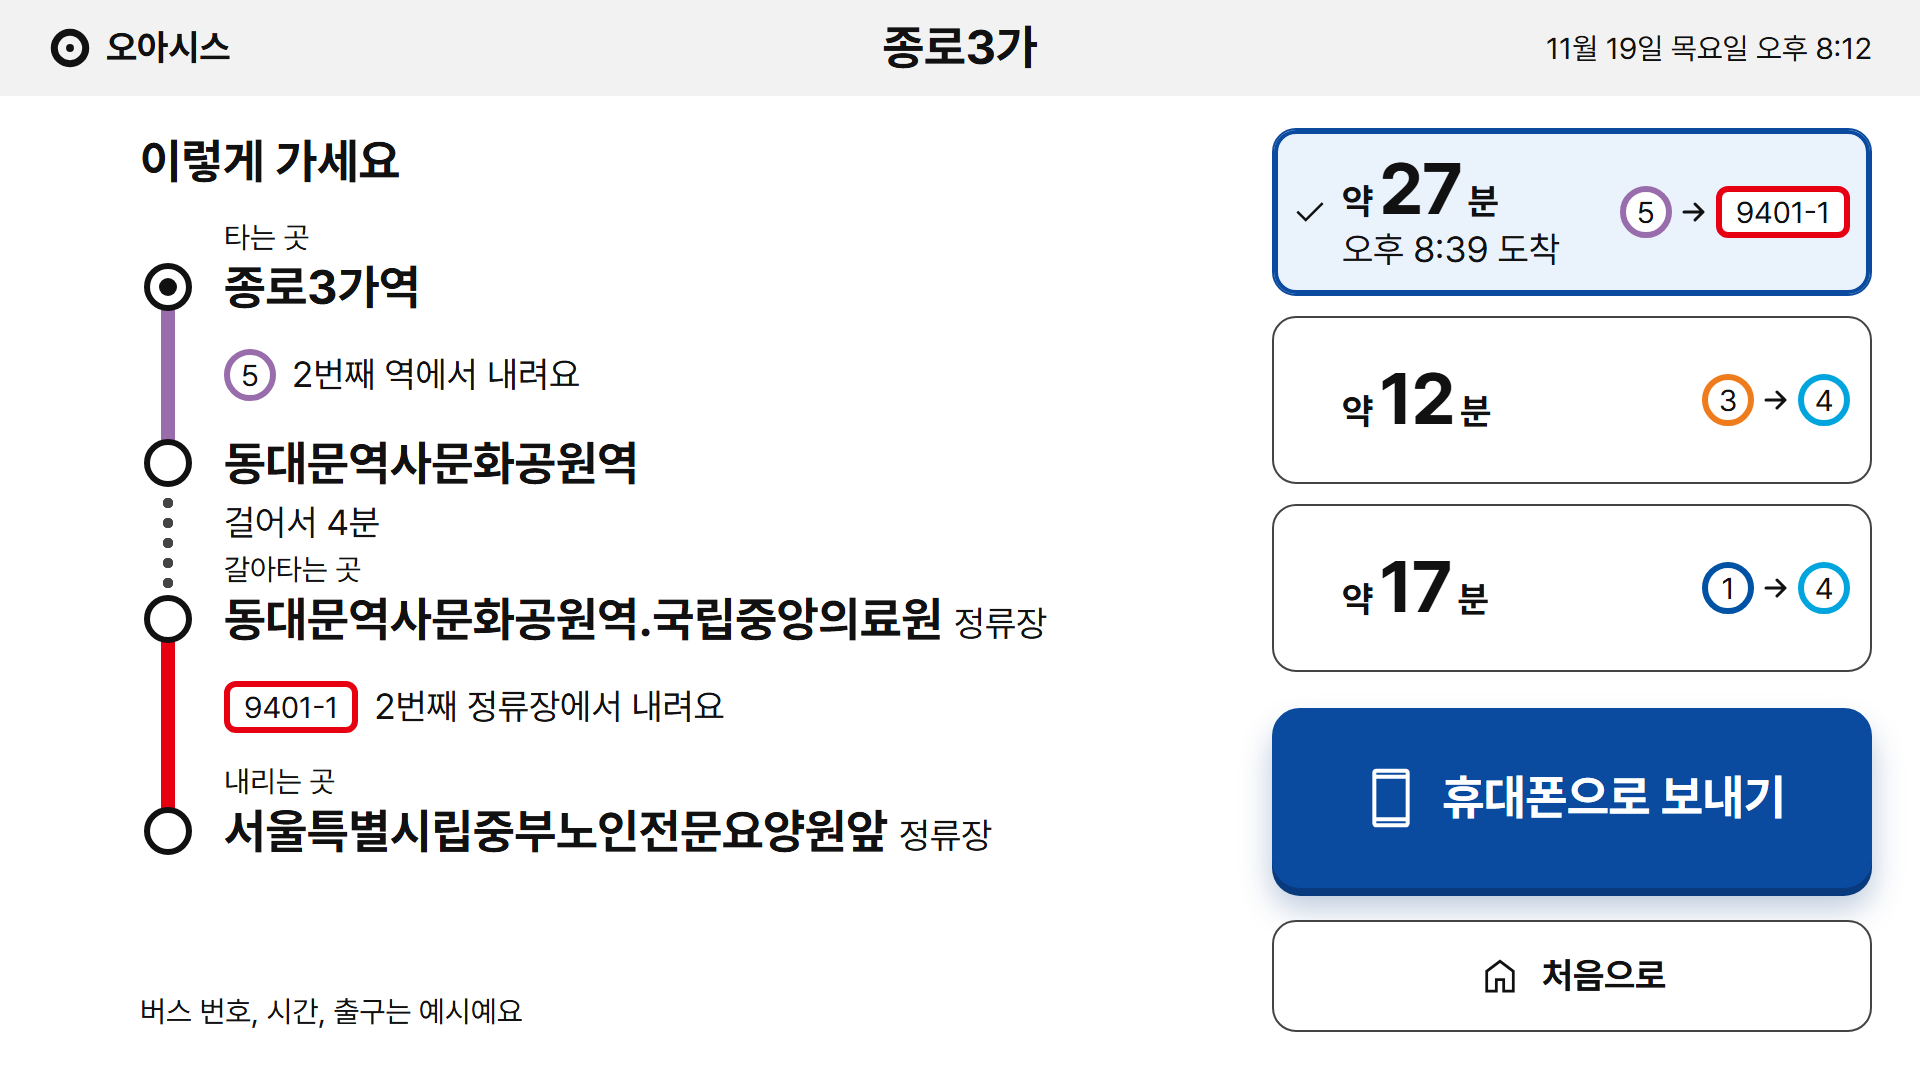 오아시스
종로3가
11월 19일 목요일 오후 8:12
이렇게 가세요
타는 곳
종로3가역
5 2번째 역에서 내려요
동대문역사문화공원역
걸어서 4분
갈아타는 곳
동대문역사문화공원역.국립중앙의료원 정류장
9401-1 2번째 정류장에서 내려요
내리는 곳
서울특별시립중부노인전문요양원앞 정류장
버스 번호, 시간, 출구는 예시예요
약 27 분
오후 8:39 도착
5 → 9401-1
약 12 분
3 → 4
약 17 분
1 → 4
휴대폰으로 보내기
처음으로